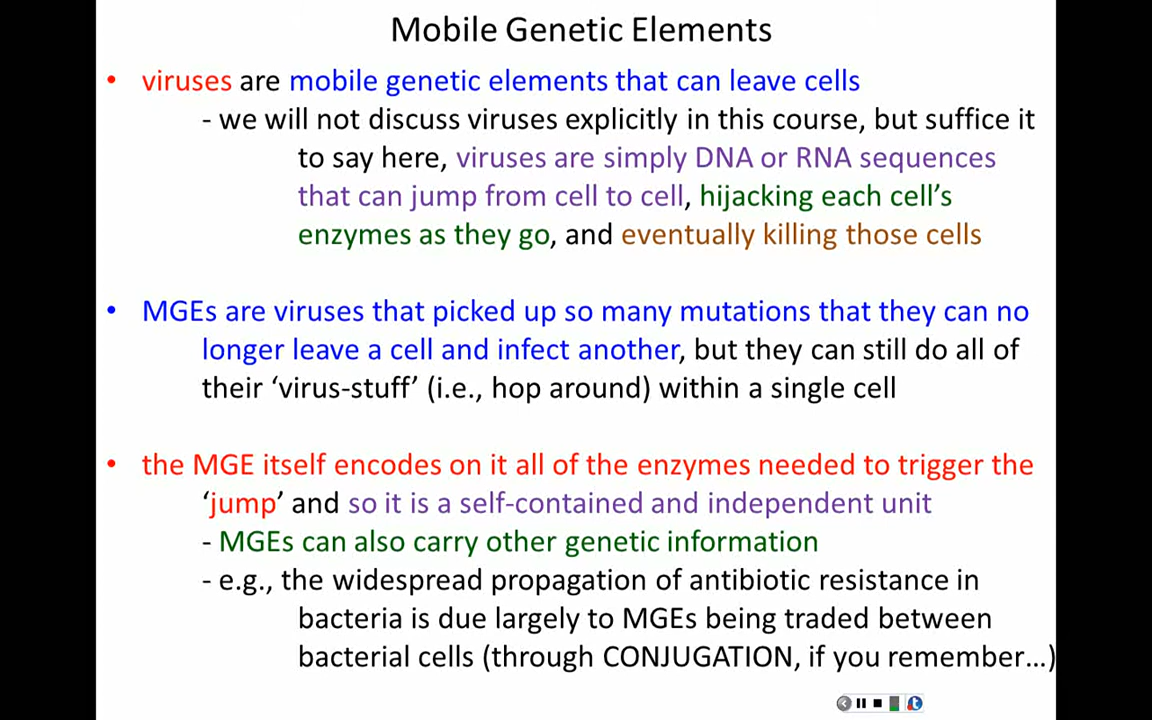 Mobile Genetic Elements
• viruses are mobile genetic elements that can leave cells
- we will not discuss viruses explicitly in this course, but suffice it
to say here, viruses are simply DNA or RNA sequences
that can jump from cell to cell, hijacking each cell’s
enzymes as they go, and eventually killing those cells
• MGEs are viruses that picked up so many mutations that they can no
longer leave a cell and infect another, but they can still do all of
their ‘virus-stuff’ (i.e., hop around) within a single cell
• the MGE itself encodes on it all of the enzymes needed to trigger the
‘jump’ and so it is a self-contained and independent unit
- MGEs can also carry other genetic information
- e.g., the widespread propagation of antibiotic resistance in
bacteria is due largely to MGEs being traded between
bacterial cells (through CONJUGATION, if you remember…)